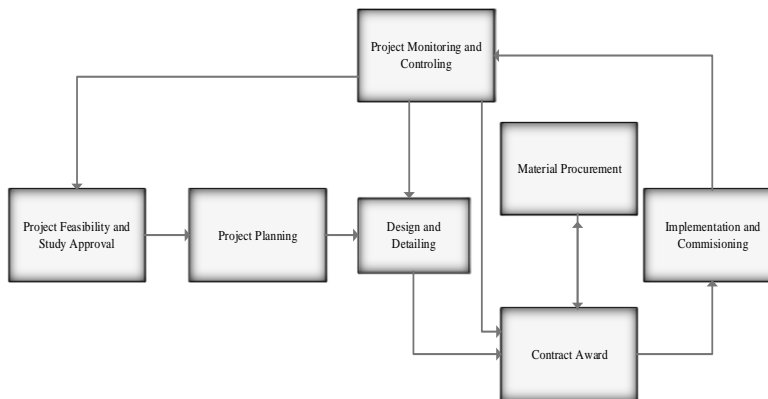 Project Monitoring and
Controling
Material Procurement
Project Feasibility and
Study Approval
Project Planning
Design and
Detailing
Implementation and
Commisioning
Contract Award